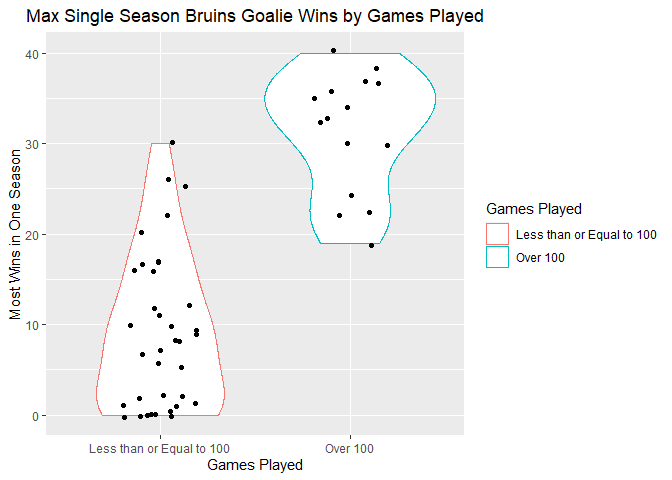 Max Single Season Bruins Goalie Wins by Games Played
Most Wins in One Season
40
30
20
10
0
Less than or Equal to 100
Over 100
Games Played
Games Played
Less than or Equal to 100
Over 100